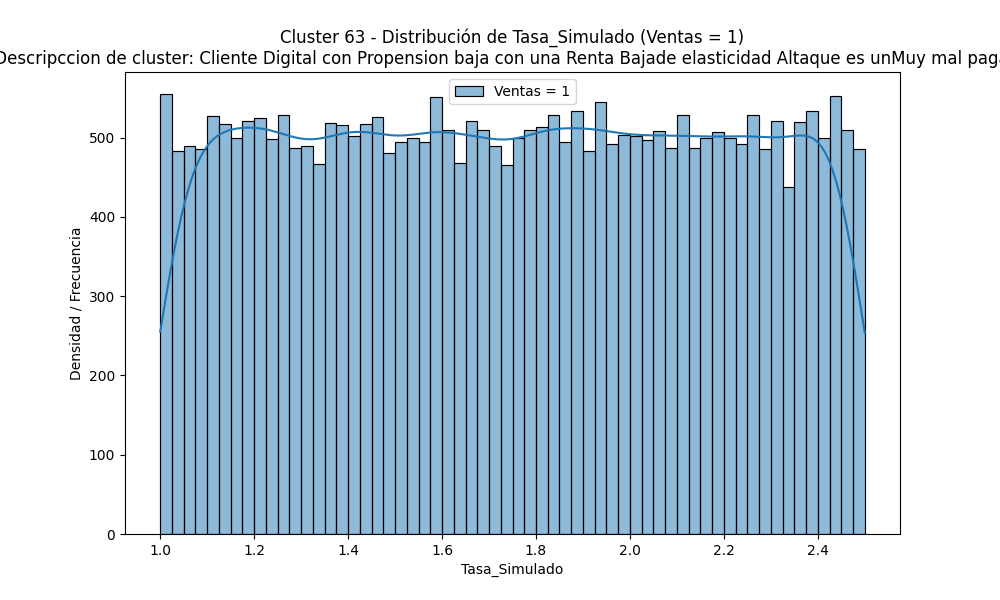 Cluster 63 - Distribución de Tasa_Simulado (Ventas = 1)
Descripccion de cluster: Cliente Digital con Propension baja con una Renta Bajade elasticidad Altaque es unMuy mal paga
Ventas = 1
Densidad / Frecuencia
500
400
300
200
100
0
1.0 1.2 1.4 1.6 1.8 2.0 2.2 2.4
Tasa_Simulado